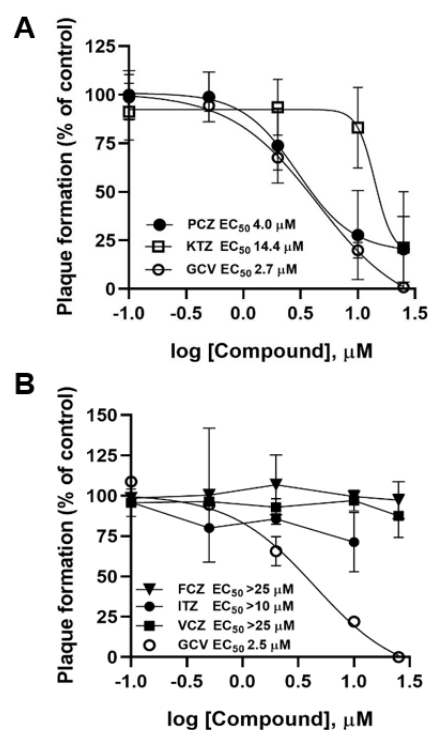 A
Plaque formation (% of control)
125
100
75
50
25
0
PCZ EC50 4.0 μM
KTZ EC50 14.4 μM
GCV EC50 2.7 μM
-1.0 -0.5 0.0 0.5 1.0 1.5
log [Compound], μM
B
Plaque formation (% of control)
150
125
100
75
50
25
0
FCZ EC50 >25 μM
ITZ EC50 >10 μM
VCZ EC50 >25 μM
GCV EC50 2.5 μM
-1.0 -0.5 0.0 0.5 1.0 1.5
log [Compound], μM